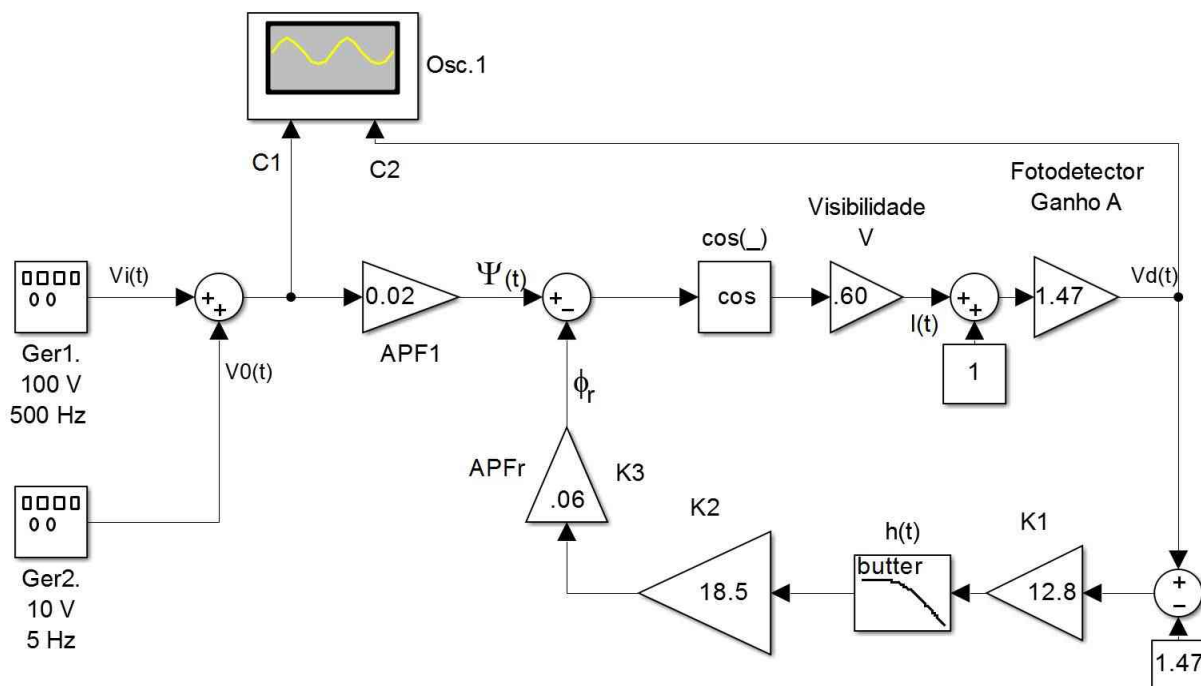 Osc.1
C1
C2
Fotodetector
Ganho A
Visibilidade
V
cos(_)
Vi(t)
+
+
0.02
Ψ(t)
+
−
cos
.60
+
+
1.47
Vd(t)
I(t)
APF1
1
Ger1.
100 V
500 Hz
V0(t)
ϕr
APFr
K3
.06
K2
h(t)
K1
butter
18.5
12.8
+
−
Ger2.
10 V
5 Hz
1.47